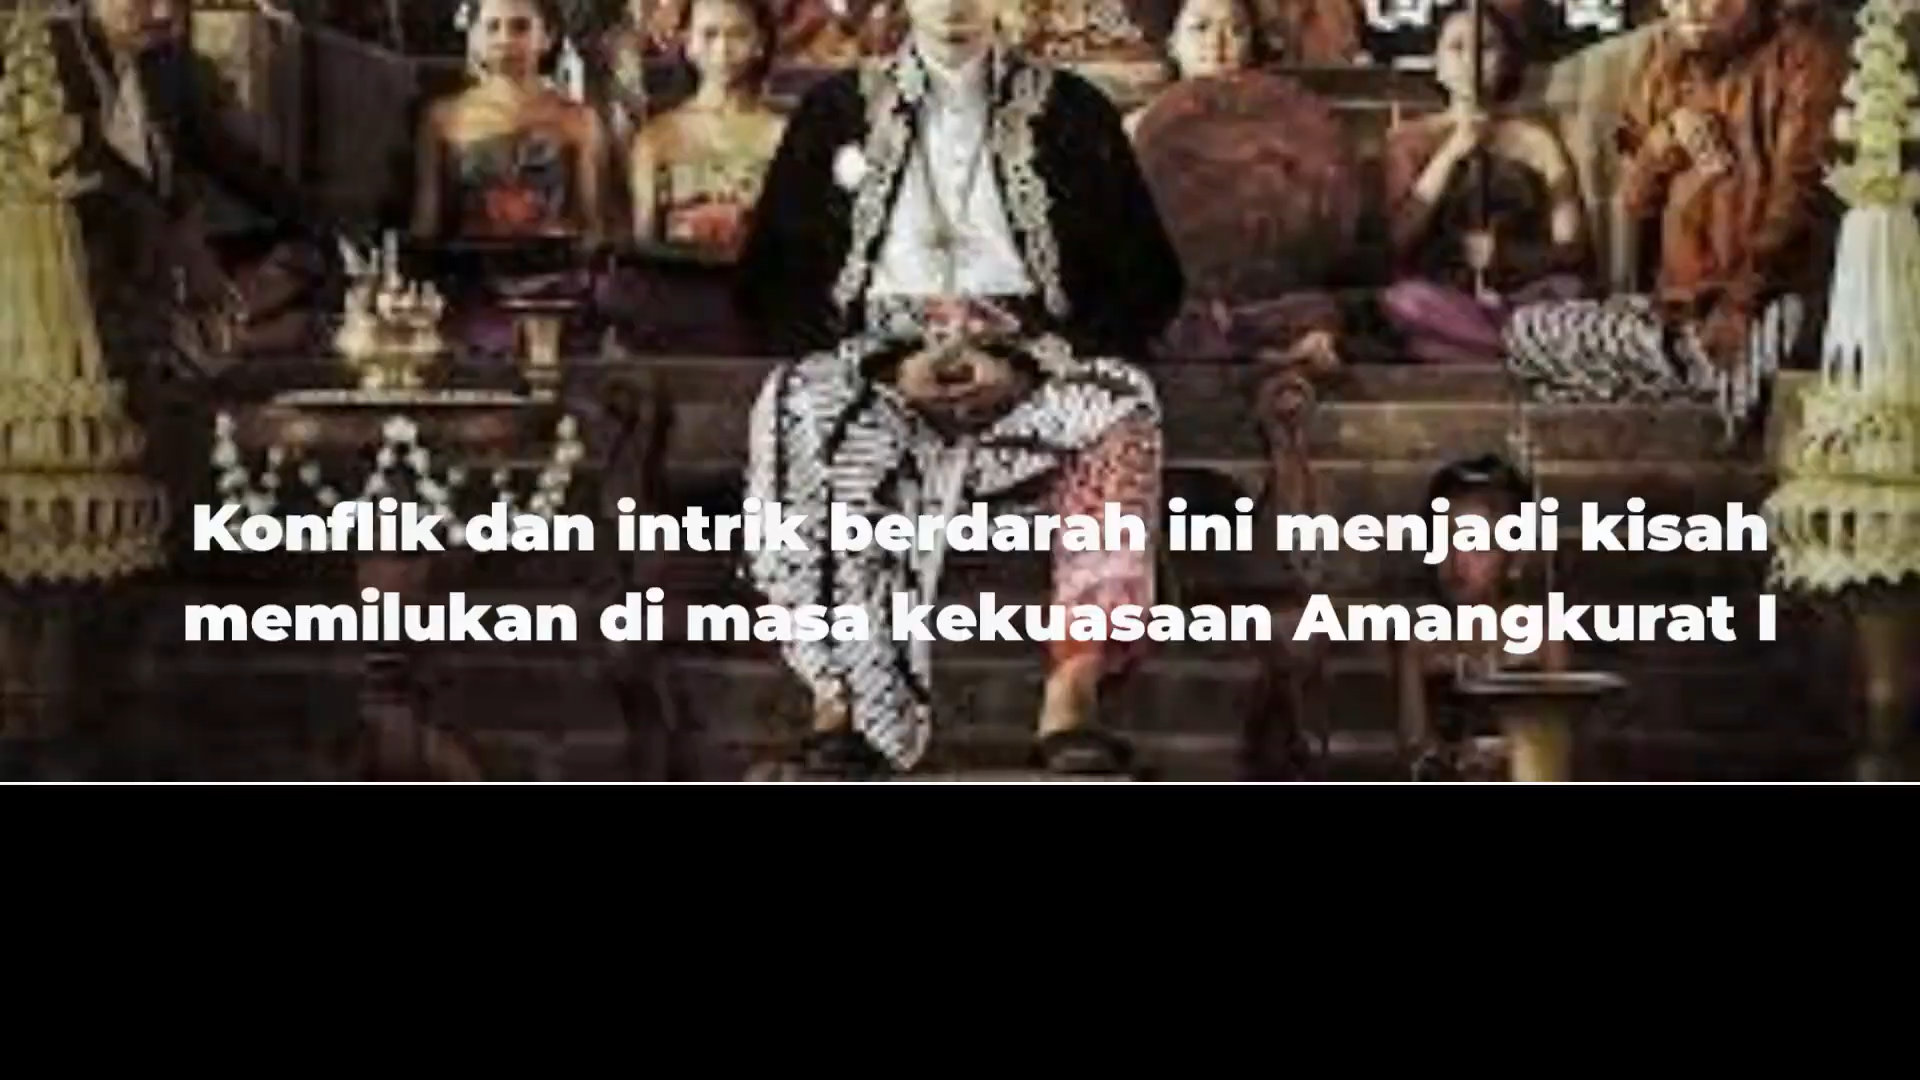 Konflik dan intrik berdarah ini menjadi kisah
memilukan di masa kekuasaan Amangkurat I